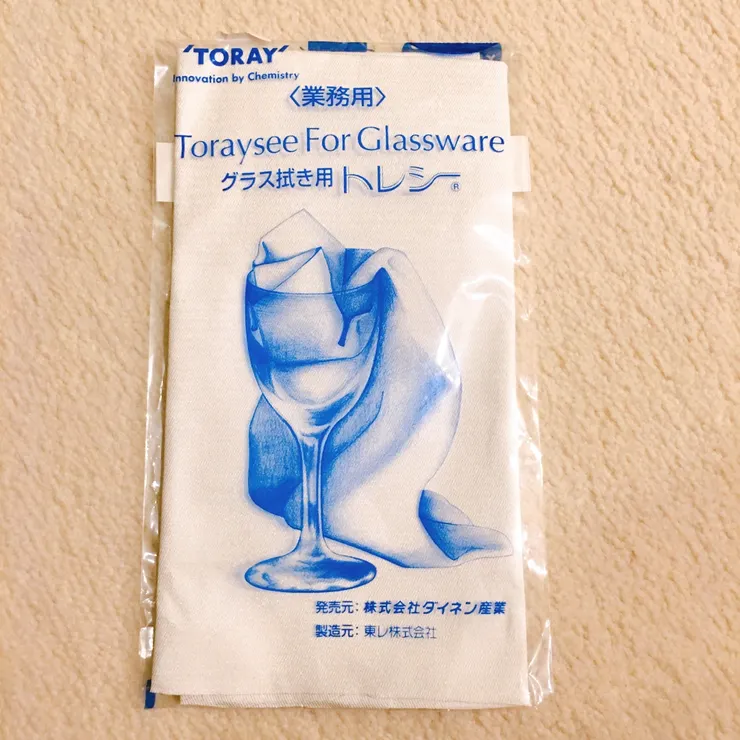 'TORAY'
Innovation by Chemistry
〈業務用〉
Toraysee For Glassware
グラス拭き用 トレシー®
発売元: 株式会社ダイネン産業
製造元: 東レ株式会社